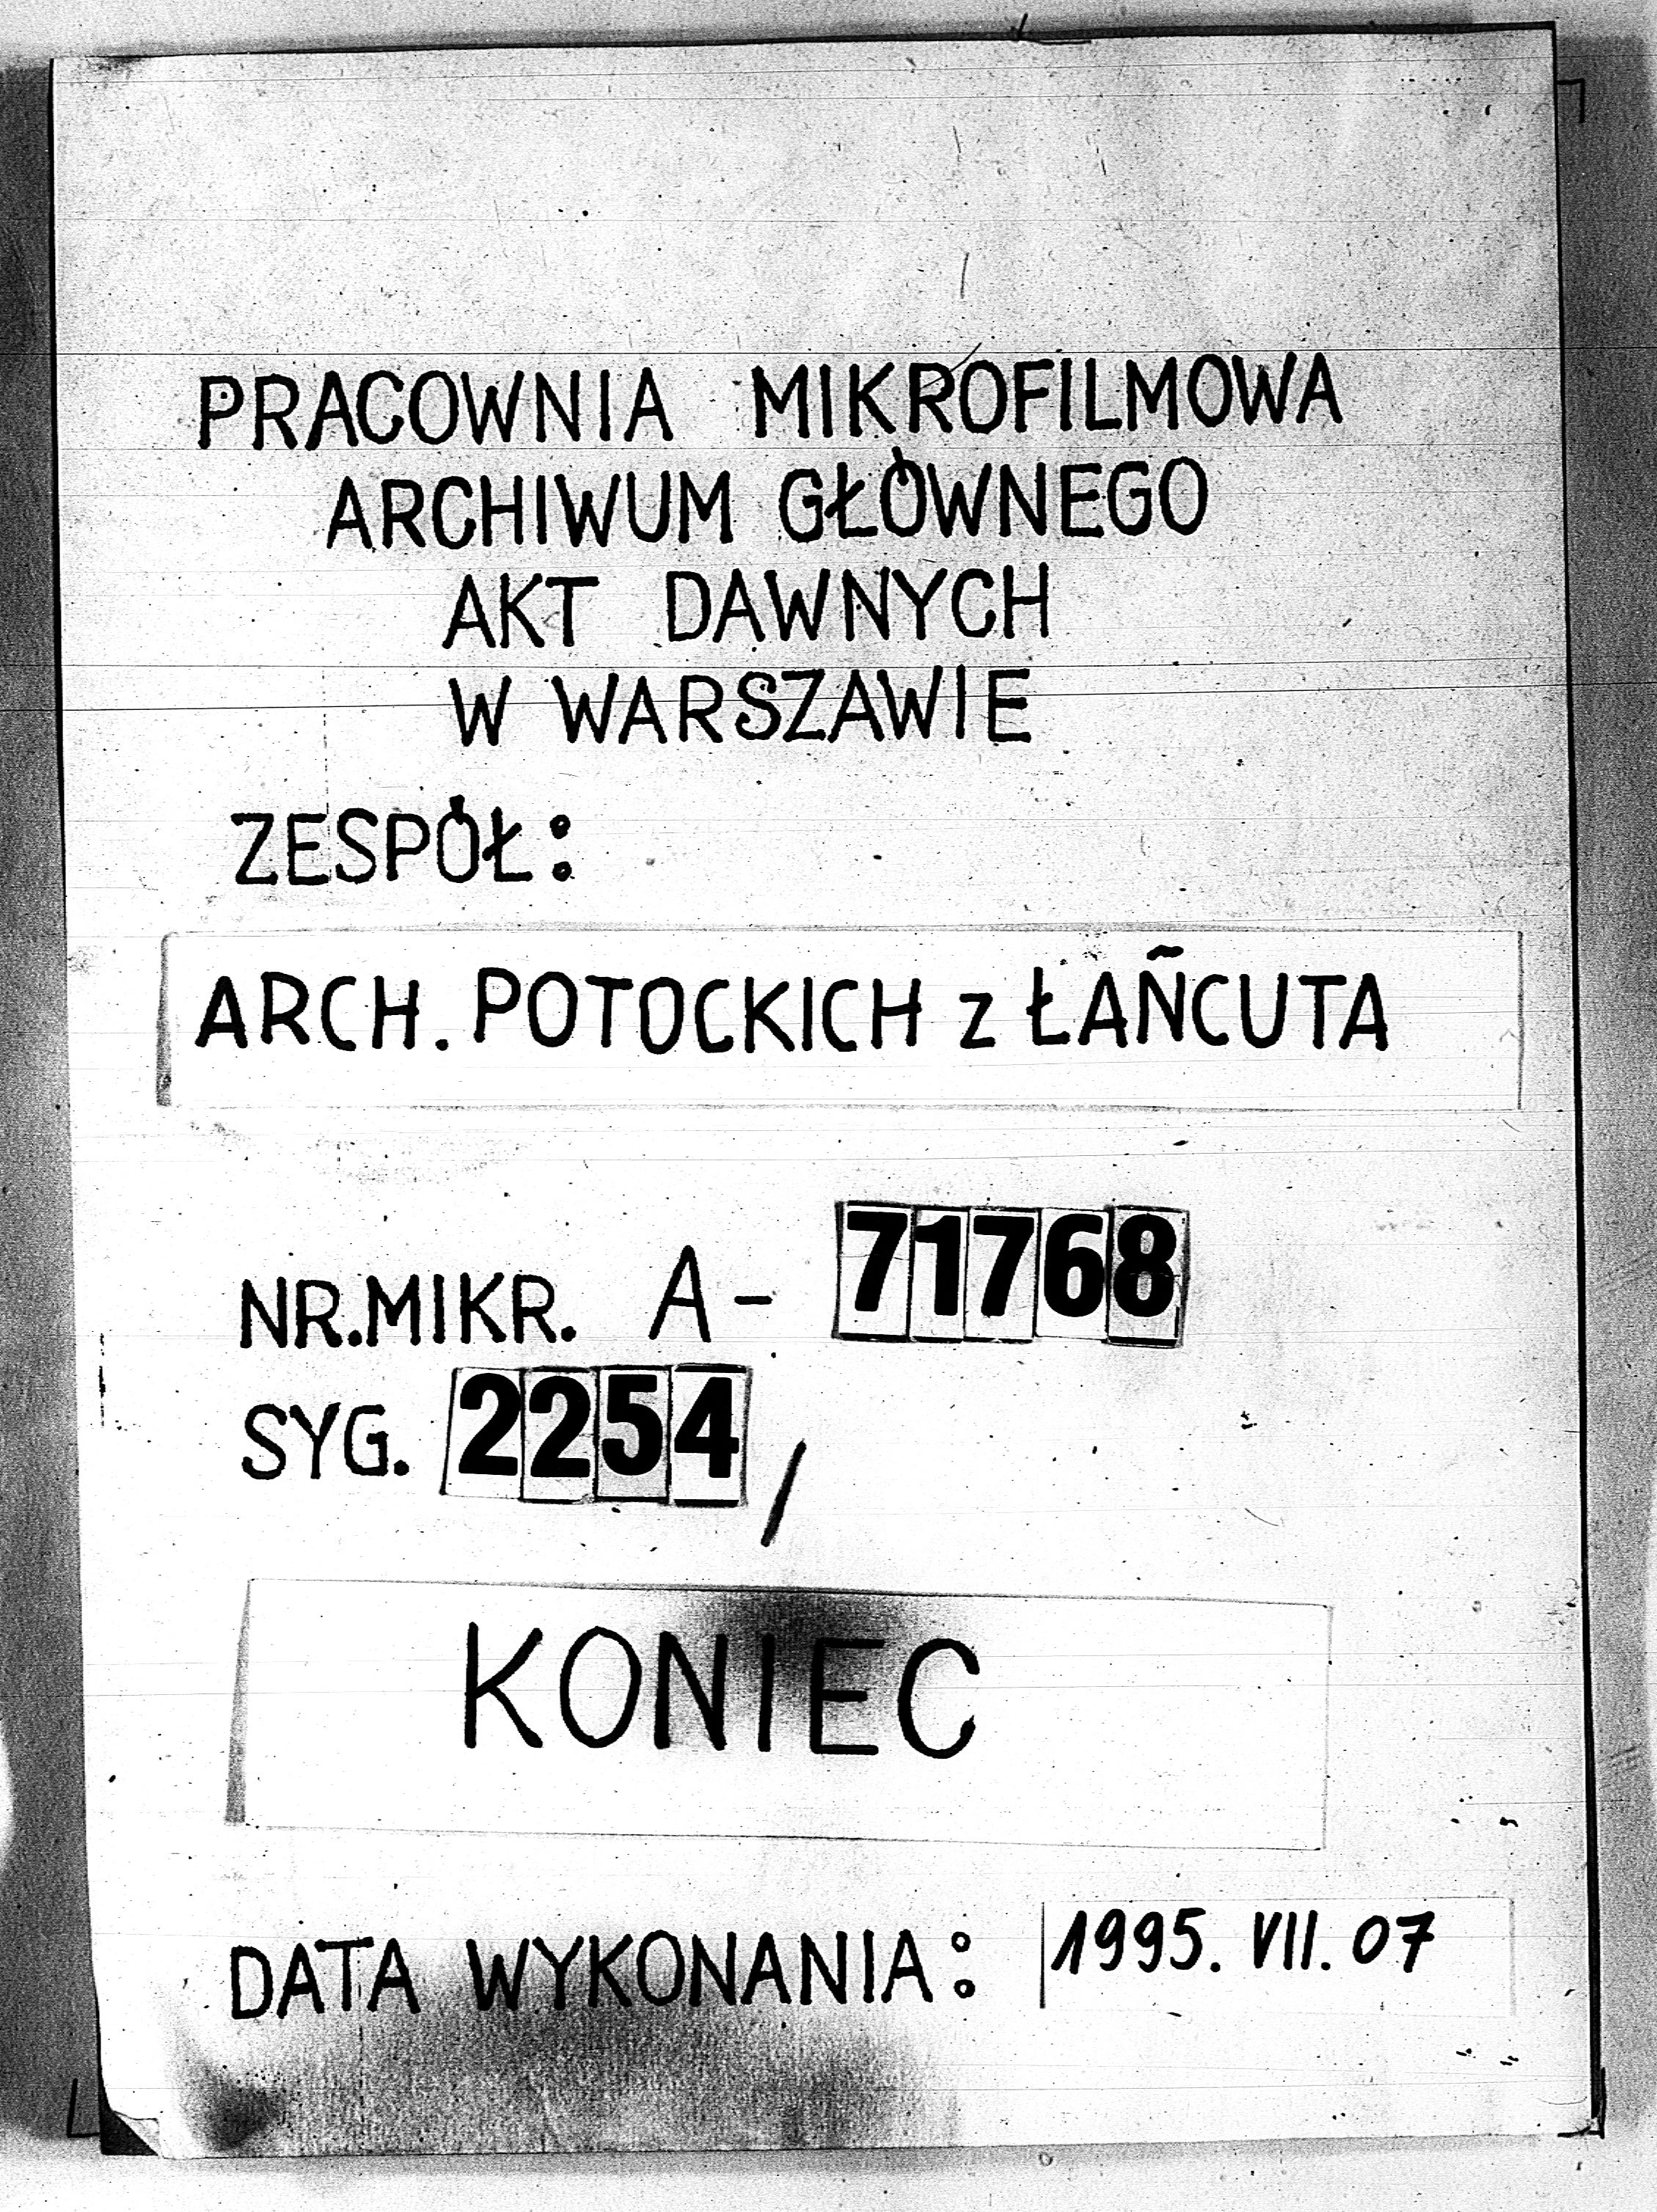 PRACOWNIA MIKROFILMOWA
ARCHIWUM GŁÓWNEGO
AKT DAWNYCH
W WARSZAWIE
ZESPÓŁ:
ARCH. POTOCKICH z ŁAŃCUTA
NR.MIKR. A- 71768
SYG. 2254/
KONIEC
DATA WYKONANIA: 1995. VII. 07